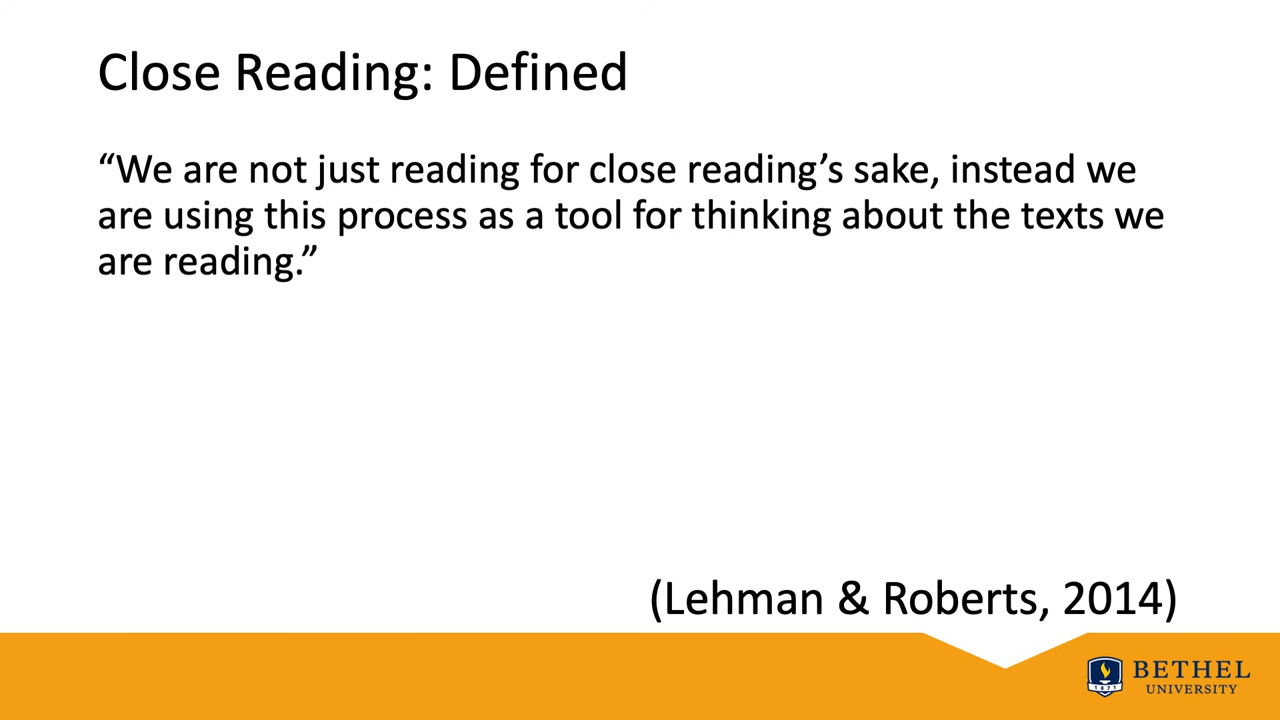 Close Reading: Defined
“We are not just reading for close reading’s sake, instead we
are using this process as a tool for thinking about the texts we
are reading.”
(Lehman & Roberts, 2014)
1871
BETHEL
UNIVERSITY